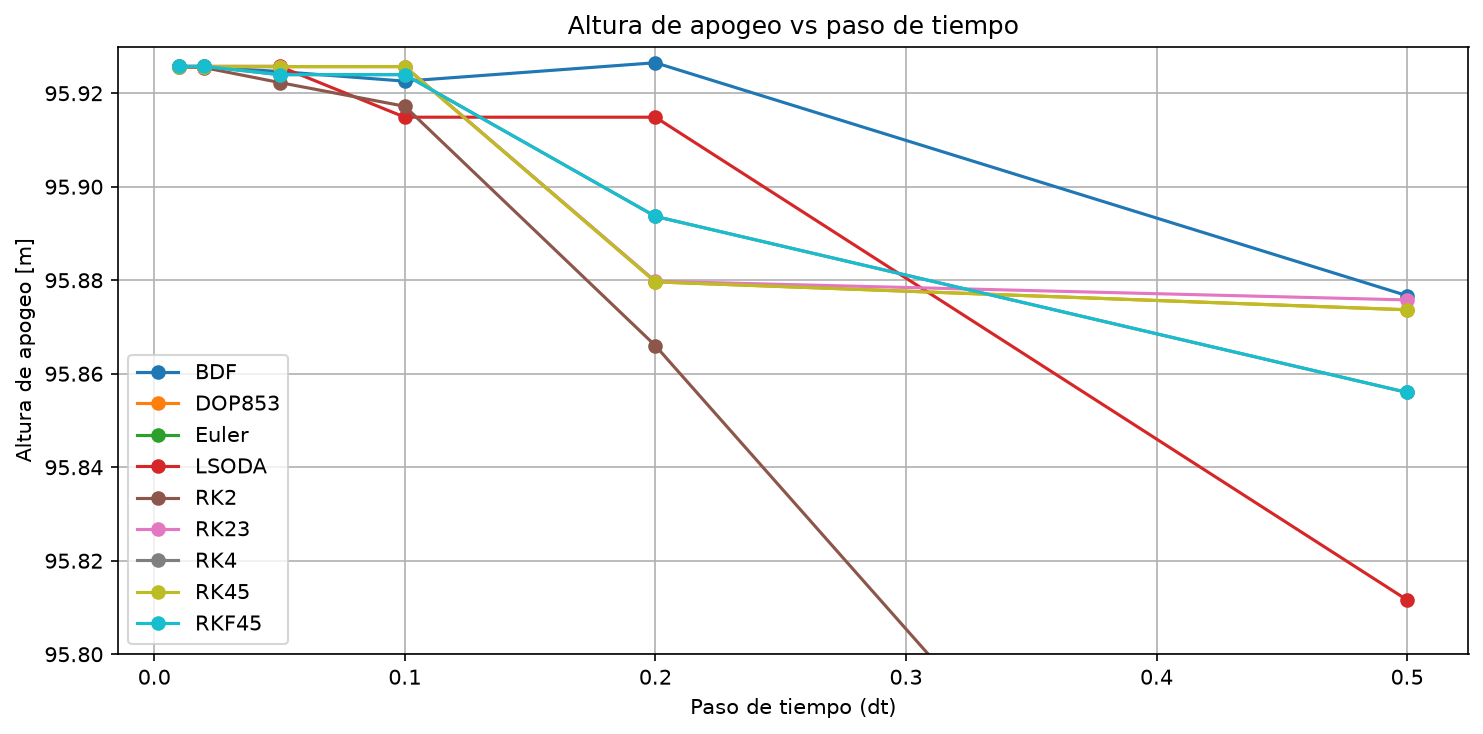 Altura de apogeo vs paso de tiempo
Altura de apogeo [m]
95.92
95.90
95.88
95.86
95.84
95.82
95.80
BDF
DOP853
Euler
LSODA
RK2
RK23
RK4
RK45
RKF45
0.0 0.1 0.2 0.3 0.4 0.5
Paso de tiempo (dt)